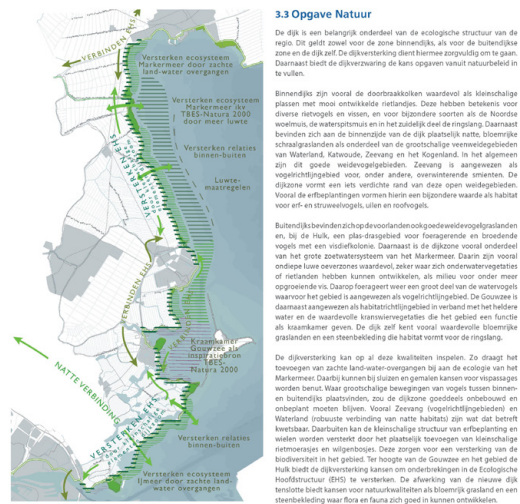 VERBINDEN EHS
Versterken ecosysteem
Markermeer door zachte
land-water overgangen
Versterken ecosysteem
Markermeer ikv
TBES-Natura 2000
door meer luwte
VERSTERKEN EHS
Versterken relaties
binnen-buiten
Luwte-
maatregelen
VERBINDEN EHS
VERBINDEN EHS
Kraamkamer
Gouwzee als
inspiratiebron
TBES-
Natura 2000
NATTE VERBINDING
VERSTERKEN EHS
Versterken relaties
binnen-buiten
Versterken ecosysteem
IJmeer door zachte land-
water overgangen
3.3 Opgave Natuur
De dijk is een belangrijk onderdeel van de ecologische structuur van de
regio. Dit geldt zowel voor de zone binnendijks, als voor de buitendijkse
zone en de dijk zelf. De dijkversterking dient hiermee zorgvuldig om te gaan.
Daarnaast biedt de dijkverzwaring de kans opgaven vanuit natuurbeleid in
te vullen.
Binnendijks zijn vooral de doorbraakkolken waardevol als kleinschalige
plassen met mooi ontwikkelde rietlandjes. Deze hebben betekenis voor
diverse rietvogels en vissen, en voor bijzondere soorten als de Noordse
woelmuis, de waterspitsmuis en in het zuidelijk deel de ringslang. Daarnaast
bevinden zich aan de binnenzijde van de dijk plaatselijk natte, bloemrijke
schraalgraslanden als onderdeel van de grootschalige veenweidegebieden
van Waterland, Katwoude, Zeevang en het Kogenland. In het algemeen
zijn dit goede weidevogelgebieden. Zeevang is aangewezen als
vogelrichtlijngebied voor, onder andere, overwinterende smienten. De
dijkzone vormt een iets verdichte rand van deze open weidegebieden.
Vooral de erfbeplantingen vormen hierin een bijzondere waarde als habitat
voor erf- en struweelvogels, uilen en roofvogels.
Buitendijks bevinden zich op de voorlanden ook goede weidevogelgraslanden
en, bij de Hulk, een plas-drasgebied voor foeragerende en broedende
vogels met een visdiefkolonie. Daarnaast is de dijkzone vooral onderdeel
van het grote zoetwatersysteem van het Markermeer. Daarin zijn vooral
ondiepe luwe oeverzones waardevol, zeker waar zich onderwatervegetaties
of rietlanden hebben kunnen ontwikkelen, als milieu voor onder meer
opgroeiende vis. Daarop foerageert weer een groot deel van de watervogels
waarvoor het gebied is aangewezen als vogelrichtlijngebied. De Gouwzee is
daarnaast aangewezen als habitatrichtlijngebied in verband met het heldere
water en de waardevolle kranswiervegetaties die het gebied een functie
als kraamkamer geven. De dijk zelf kent vooral waardevolle bloemrijke
graslanden en een steenbekleding die habitat vormt voor de ringslang.
De dijkversterking kan op al deze kwaliteiten inspelen. Zo draagt het
toevoegen van zachte land-water-overgangen bij aan de ecologie van het
Markermeer. Daarbij kunnen bij sluizen en gemalen kansen voor vispassages
worden benut. Waar grootschalige bewegingen van vogels tussen binnen-
en buitendijks plaatsvinden, zou de dijkzone goeddeels onbebouwd en
onbeplant moeten blijven. Vooral Zeevang (vogelrichtlijngebieden) en
Waterland (robuuste verbinding van natte habitats) zijn wat dat betreft
kwetsbaar. Daarbuiten kan de kleinschalige structuur van erfbeplanting en
wielen worden versterkt door het plaatselijk toevoegen van kleinschalige
rietmoerasjes en wilgenbosjes. Deze zorgen voor een versterking van de
biodiversiteit in het gebied. Ter hoogte van de Gouwzee en het gebied de
Hulk biedt de dijkversterking kansen om onderbrekingen in de Ecologische
Hoofdstructuur (EHS) te versterken. De afwerking van de nieuwe dijk
tenslotte biedt kansen voor natuurkwaliteiten als bloemrijk grasland en een
steenbekleding waar flora en fauna zich goed in kunnen ontwikkelen.